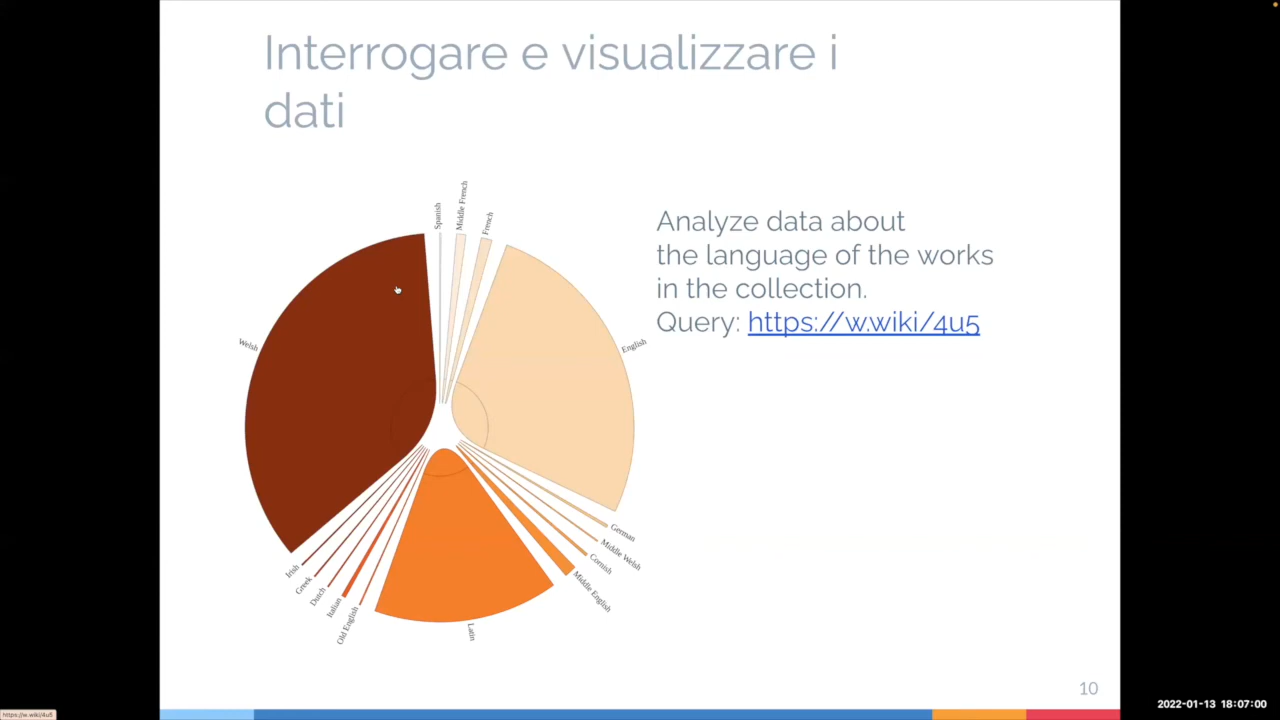 Interrogare e visualizzare i
dati
Spanish
Middle French
French
English
Welsh
German
Middle Welsh
Cornish
Middle English
Latin
Old English
Italian
Dutch
Greek
Irish
Analyze data about
the language of the works
in the collection.
Query: https://w.wiki/4u5
10
2022-01-13 18:07:00
https://w.wiki/4u5